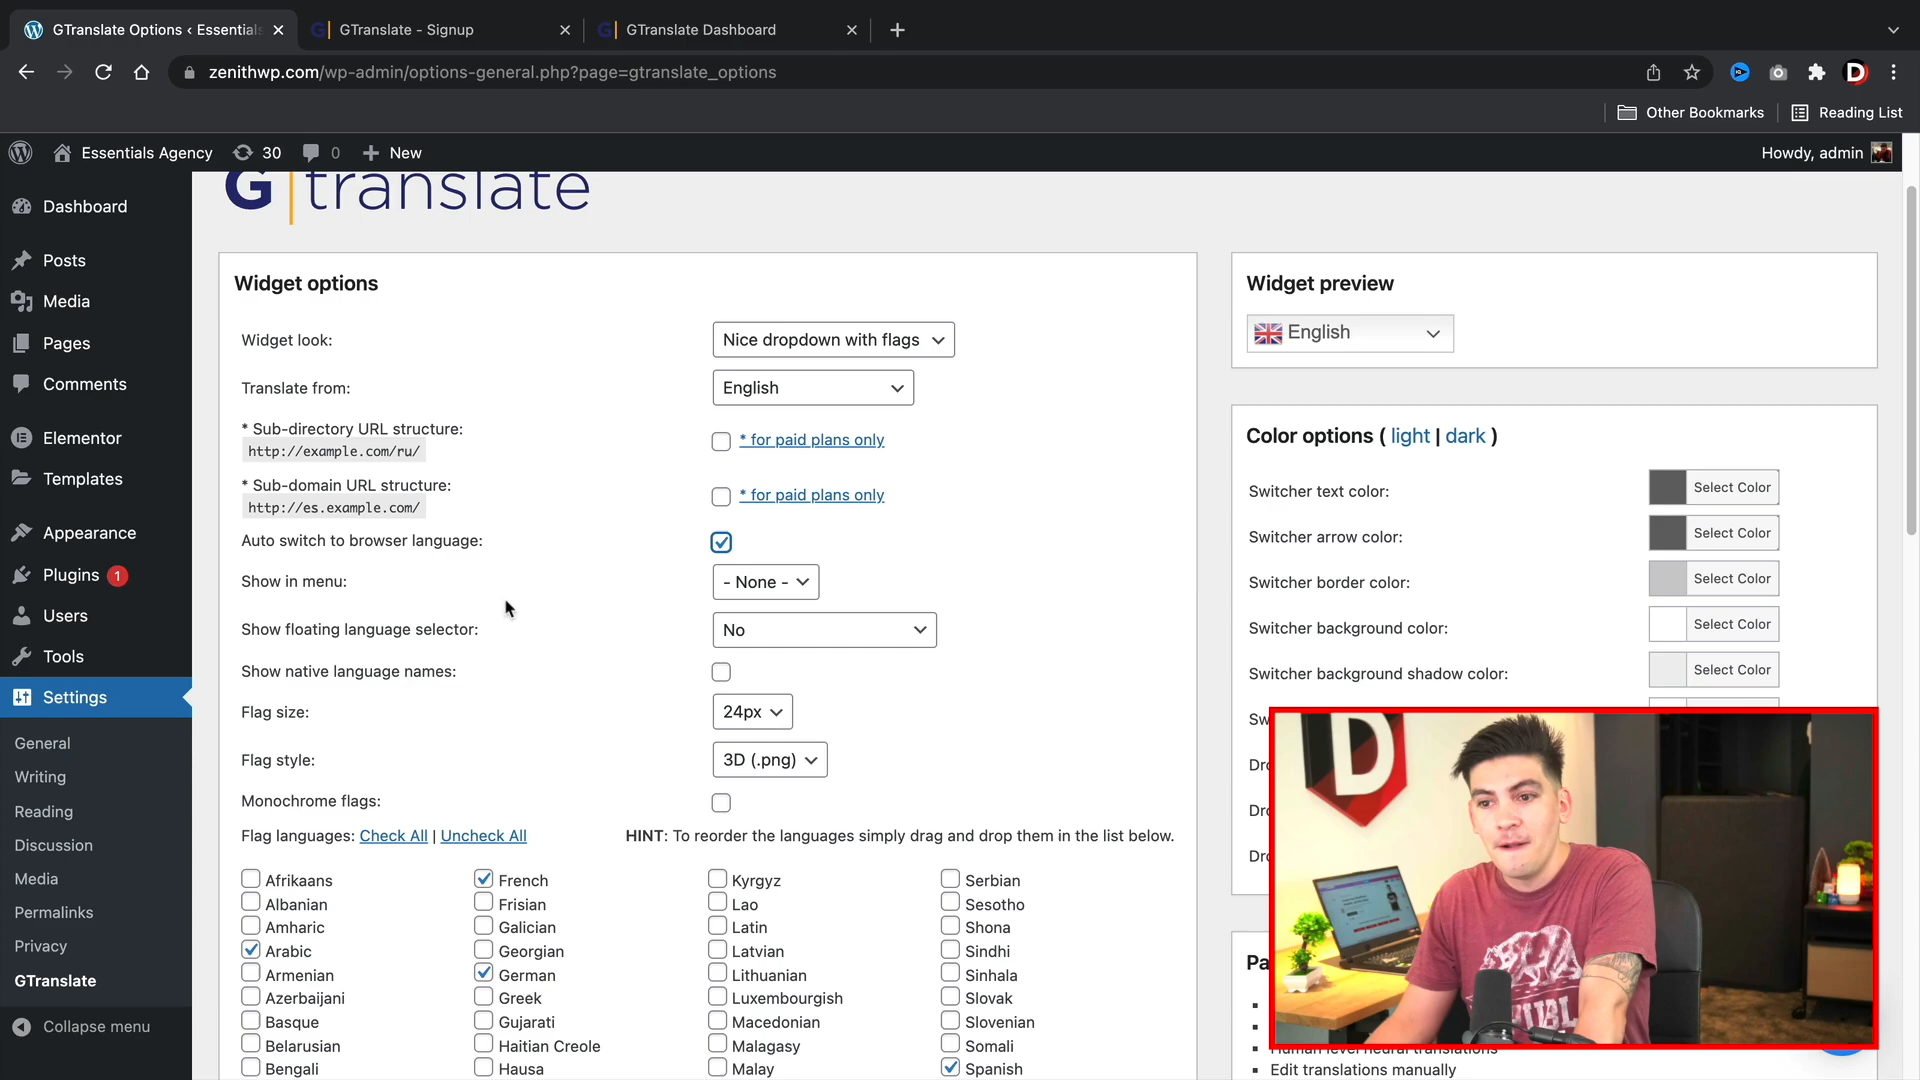 GTranslate Options ‹ Essentials
GTranslate - Signup
GTranslate Dashboard
zenithwp.com/wp-admin/options-general.php?page=gtranslate_options
Other Bookmarks
Reading List
Essentials Agency
30
0
New
Howdy, admin
Dashboard
Posts
Media
Pages
Comments
Elementor
Templates
Appearance
Plugins 1
Users
Tools
Settings
General
Writing
Reading
Discussion
Media
Permalinks
Privacy
GTranslate
Collapse menu
G translate
Widget options
Widget look:
Nice dropdown with flags
Translate from:
English
* Sub-directory URL structure:
http://example.com/ru/
* for paid plans only
* Sub-domain URL structure:
http://es.example.com/
* for paid plans only
Auto switch to browser language:
Show in menu:
- None -
Show floating language selector:
No
Show native language names:
Flag size:
24px
Flag style:
3D (.png)
Monochrome flags:
Flag languages: Check All | Uncheck All
HINT: To reorder the languages simply drag and drop them in the list below.
Afrikaans
Albanian
Amharic
Arabic
Armenian
Azerbaijani
Basque
Belarusian
Bengali
French
Frisian
Galician
Georgian
German
Greek
Gujarati
Haitian Creole
Hausa
Kyrgyz
Lao
Latin
Latvian
Lithuanian
Luxembourgish
Macedonian
Malagasy
Malay
Serbian
Sesotho
Shona
Sindhi
Sinhala
Slovak
Slovenian
Somali
Spanish
Widget preview
English
Color options ( light | dark )
Switcher text color:
Select Color
Switcher arrow color:
Select Color
Switcher border color:
Select Color
Switcher background color:
Select Color
Switcher background shadow color:
Select Color
Sw
Dro
Dro
Dro
D
Pa
Human level neural translations
Edit translations manually